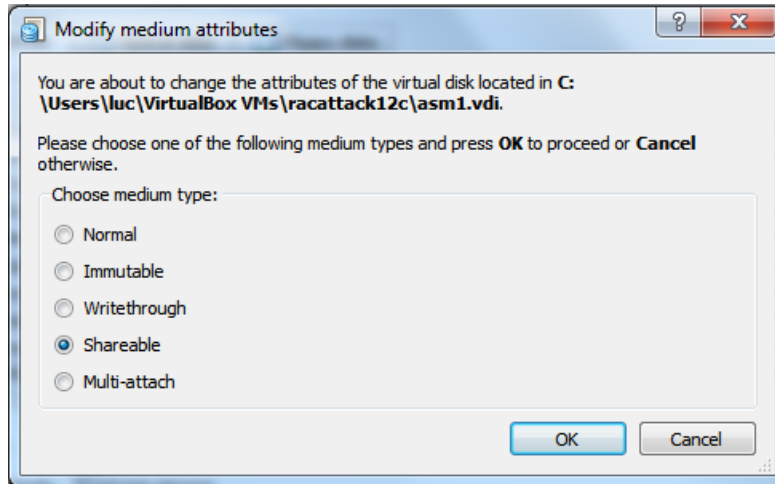 Modify medium attributes
You are about to change the attributes of the virtual disk located in C:
\Users\luc\VirtualBox VMs\racattack12c\asm1.vdi.
Please choose one of the following medium types and press OK to proceed or Cancel
otherwise.
Choose medium type:
Normal
Immutable
Writethrough
Shareable
Multi-attach
OK
Cancel